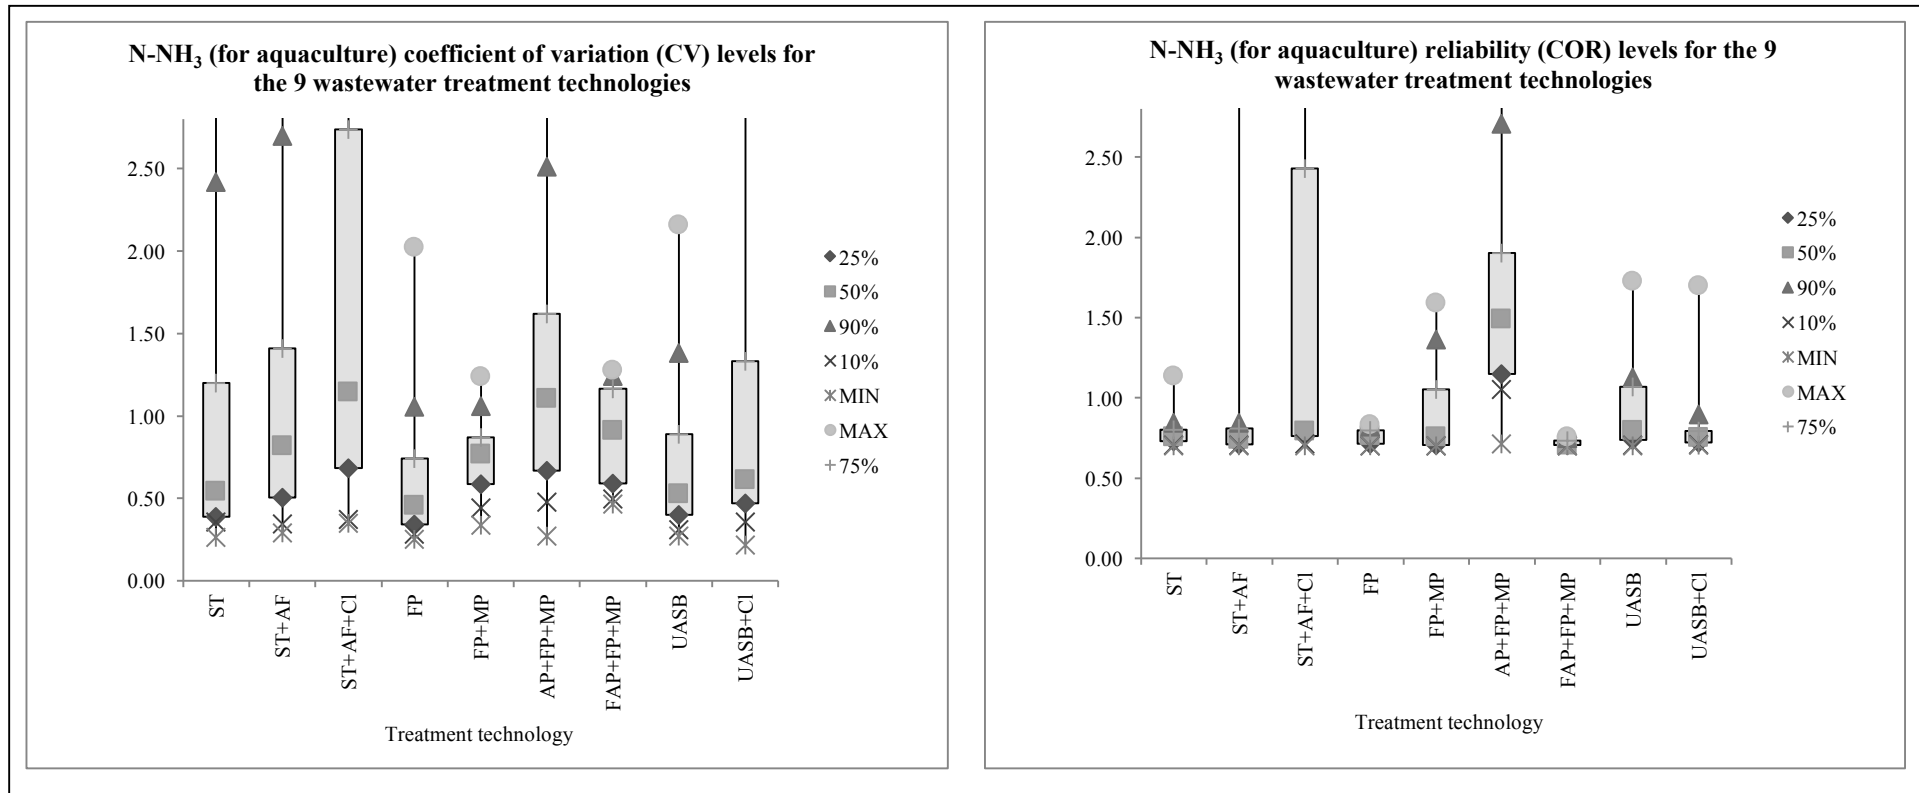 N-NH3 (for aquaculture) coefficient of variation (CV) levels for
the 9 wastewater treatment technologies
2.50
2.00
1.50
1.00
0.50
0.00
ST
ST+AF
ST+AF+Cl
FP
FP+MP
AP+FP+MP
FAP+FP+MP
UASB
UASB+Cl
Treatment technology
25%
50%
90%
10%
MIN
MAX
75%
N-NH3 (for aquaculture) reliability (COR) levels for the 9
wastewater treatment technologies
2.50
2.00
1.50
1.00
0.50
0.00
ST
ST+AF
ST+AF+Cl
FP
FP+MP
AP+FP+MP
FAP+FP+MP
UASB
UASB+Cl
Treatment technology
25%
50%
90%
10%
MIN
MAX
75%